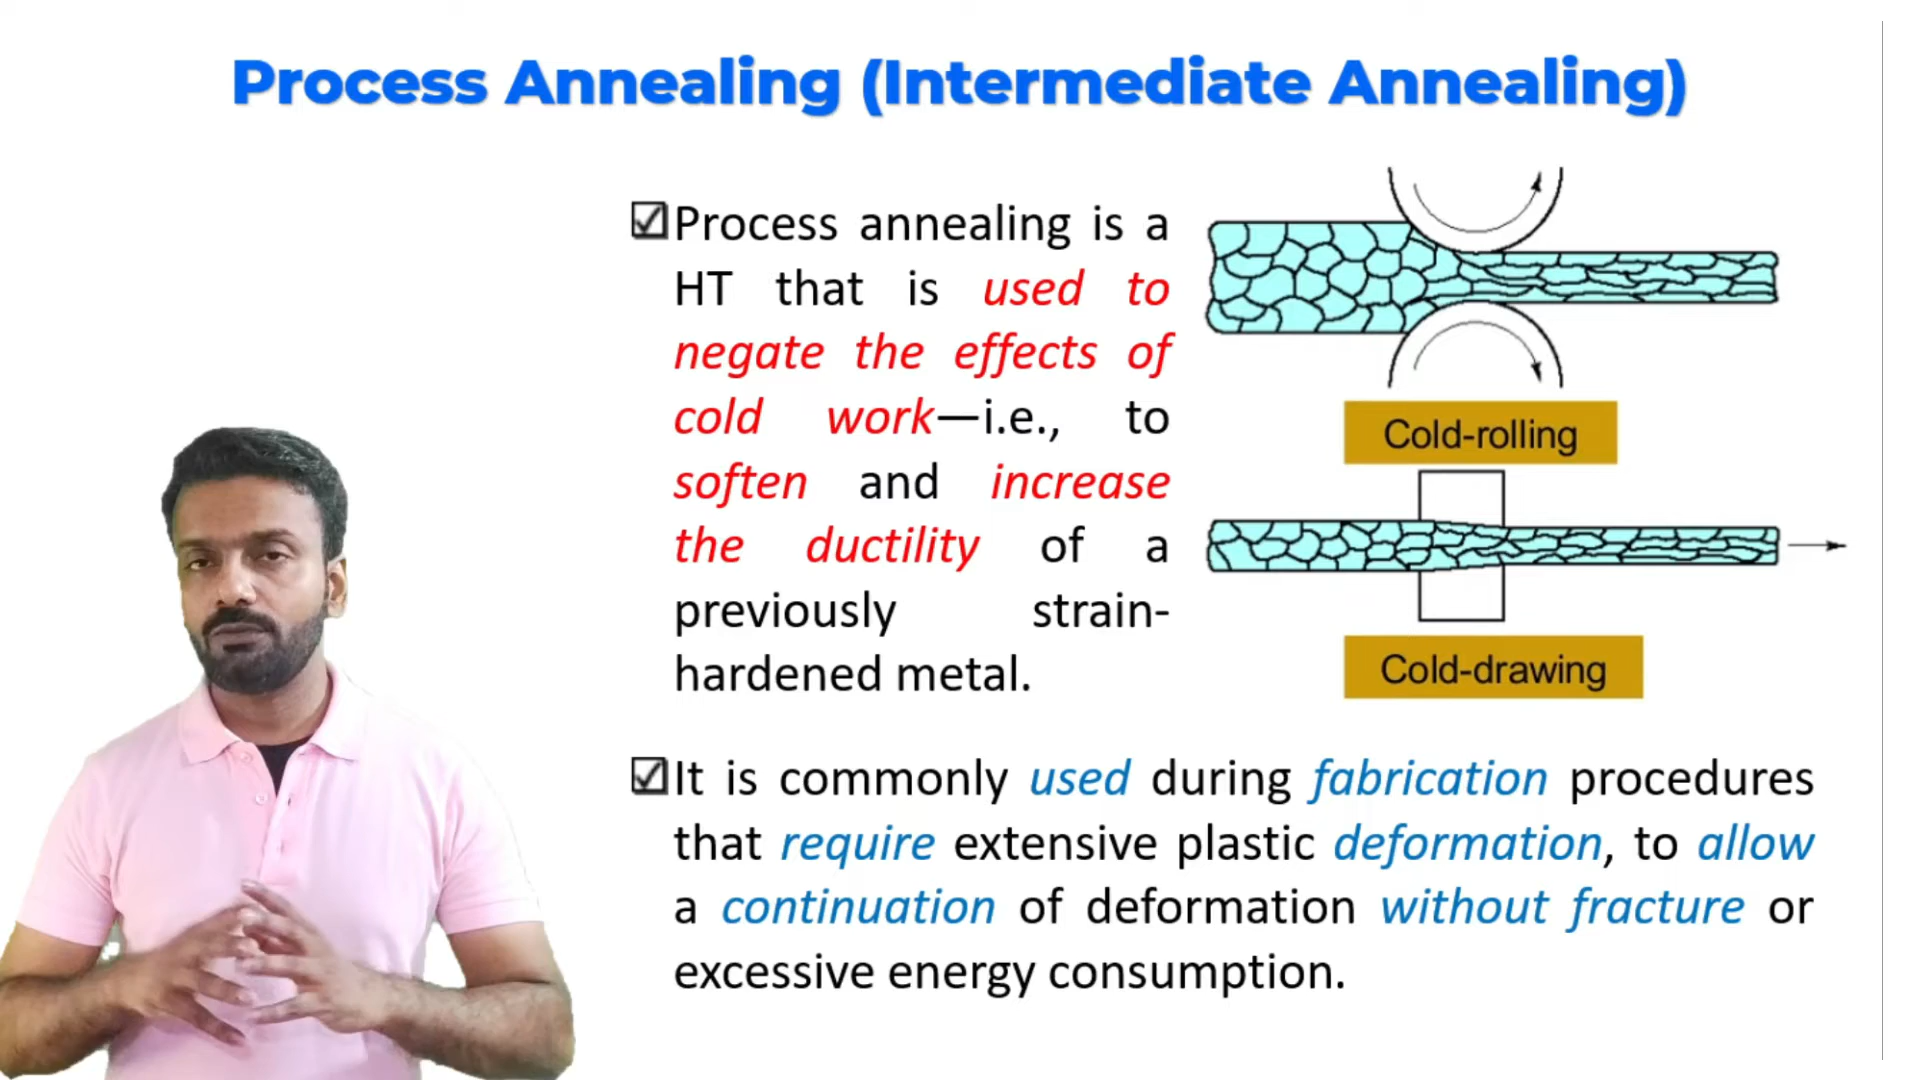 Process Annealing (Intermediate Annealing)
Process annealing is a
HT that is used to
negate the effects of
cold work—i.e., to
soften and increase
the ductility of a
previously strain-
hardened metal.
Cold-rolling
Cold-drawing
It is commonly used during fabrication procedures
that require extensive plastic deformation, to allow
a continuation of deformation without fracture or
excessive energy consumption.